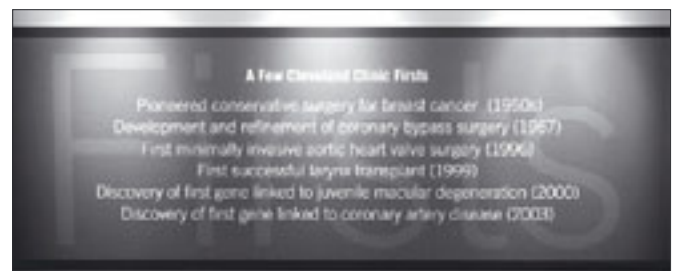 Firsts
A Few Cleveland Clinic Firsts
Pioneered conservative surgery for breast cancer (1950s)
Development and refinement of coronary bypass surgery (1967)
First minimally invasive aortic heart valve surgery (1996)
First successful larynx transplant (1999)
Discovery of first gene linked to juvenile macular degeneration (2000)
Discovery of first gene linked to coronary artery disease (2003)